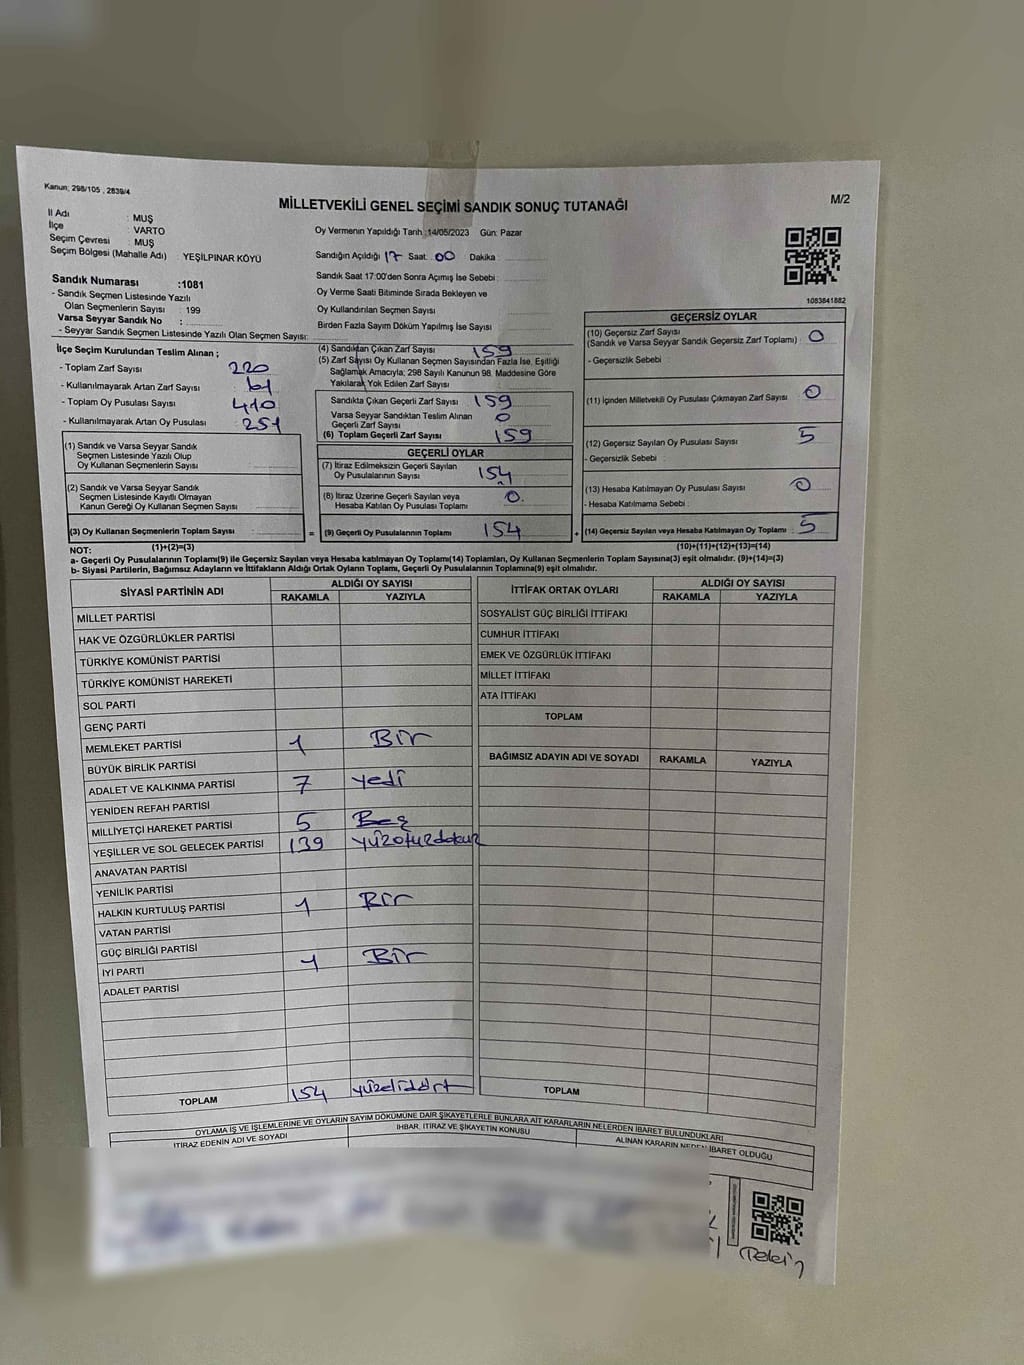 Kanun; 298/105 , 2839/4
MİLLETVEKİLİ GENEL SEÇİMİ SANDIK SONUÇ TUTANAĞI
M/2
İl Adı : MUŞ
İlçe : VARTO
Seçim Çevresi : MUŞ
Seçim Bölgesi (Mahalle Adı) : YEŞİLPINAR KÖYÜ
Oy Vermenin Yapıldığı Tarih :14/05/2023 Gün: Pazar
Sandığın Açıldığı 17 Saat 00 Dakika :
Sandık Saat 17:00'den Sonra Açımış İse Sebebi :
Oy Verme Saati Bitiminde Sırada Bekleyen ve
Oy Kullandırılan Seçmen Sayısı
Birden Fazla Sayım Döküm Yapılmış İse Sayısı
1083841882
Sandık Numarası :1081
- Sandık Seçmen Listesinde Yazılı
Olan Seçmenlerin Sayısı : 199
Varsa Seyyar Sandık No :
- Seyyar Sandık Seçmen Listesinde Yazılı Olan Seçmen Sayısı:
İlçe Seçim Kurulundan Teslim Alınan ;
- Toplam Zarf Sayısı 220
- Kullanılmayarak Artan Zarf Sayısı 61
- Toplam Oy Pusulası Sayısı 410
- Kullanılmayarak Artan Oy Pusulası 251
(1) Sandık ve Varsa Seyyar Sandık
Seçmen Listesinde Yazılı Olup
Oy Kullanan Seçmenlerin Sayısı
(2) Sandık ve Varsa Seyyar Sandık
Seçmen Listesinde Kayıtlı Olmayan
Kanun Gereği Oy Kullanan Seçmen Sayısı
(3) Oy Kullanan Seçmenlerin Toplam Sayısı
(1)+(2)=(3)
(4) Sandıktan Çıkan Zarf Sayısı 159
(5) Zarf Sayısı Oy Kullanan Seçmen Sayısından Fazla İse, Eşitliği
Sağlamak Amacıyla; 298 Sayılı Kanunun 98. Maddesine Göre
Yakılarak Yok Edilen Zarf Sayısı :
Sandıkta Çıkan Geçerli Zarf Sayısı 159
Varsa Seyyar Sandıktan Teslim Alınan
Geçerli Zarf Sayısı 0
(6) Toplam Geçerli Zarf Sayısı 159
GEÇERLİ OYLAR
(7) İtiraz Edilmeksizin Geçerli Sayılan
Oy Pusulalarının Sayısı 154
(8) İtiraz Üzerine Geçerli Sayılan veya
Hesaba Katılan Oy Pusulası Toplamı 0
= (9) Geçerli Oy Pusulalarının Toplamı 154 +
GEÇERSİZ OYLAR
(10) Geçersiz Zarf Sayısı
(Sandık ve Varsa Seyyar Sandık Geçersiz Zarf Toplamı) : 0
- Geçersizlik Sebebi :
(11) İçinden Milletvekili Oy Pusulası Çıkmayan Zarf Sayısı 0
(12) Geçersiz Sayılan Oy Pusulası Sayısı 5
- Geçersizlik Sebebi :
(13) Hesaba Katılmayan Oy Pusulası Sayısı 0
- Hesaba Katılmama Sebebi :
(14) Geçersiz Sayılan veya Hesaba Katılmayan Oy Toplamı : 5
(10)+(11)+(12)+(13)=(14)
NOT:
a- Geçerli Oy Pusulalarının Toplamı(9) ile Geçersiz Sayılan veya Hesaba katılmayan Oy Toplamı(14) Toplamları, Oy Kullanan Seçmenlerin Toplam Sayısına(3) eşit olmalıdır. (9)+(14)=(3)
b- Siyasi Partilerin, Bağımsız Adayların ve İttifakların Aldığı Ortak Oyların Toplamı, Geçerli Oy Pusulalarının Toplamına(9) eşit olmalıdır.
SİYASİ PARTİNİN ADI ALDIĞI OY SAYISI
RAKAMLA YAZIYLA
MİLLET PARTİSİ
HAK VE ÖZGÜRLÜKLER PARTİSİ
TÜRKİYE KOMÜNİST PARTİSİ
TÜRKİYE KOMÜNİST HAREKETİ
SOL PARTİ
GENÇ PARTİ
MEMLEKET PARTİSİ 1 Bir
BÜYÜK BİRLİK PARTİSİ
ADALET VE KALKINMA PARTİSİ 7 yedi
YENİDEN REFAH PARTİSİ
MİLLİYETÇİ HAREKET PARTİSİ 5 Beş
YEŞİLLER VE SOL GELECEK PARTİSİ 139 yüzotuzdokuz
ANAVATAN PARTİSİ
YENİLİK PARTİSİ
HALKIN KURTULUŞ PARTİSİ 1 Bir
VATAN PARTİSİ
GÜÇ BİRLİĞİ PARTİSİ
İYİ PARTİ 1 Bir
ADALET PARTİSİ
TOPLAM 154 yüzellidört
İTTİFAK ORTAK OYLARI ALDIĞI OY SAYISI
RAKAMLA YAZIYLA
SOSYALİST GÜÇ BİRLİĞİ İTTİFAKI
CUMHUR İTTİFAKI
EMEK VE ÖZGÜRLÜK İTTİFAKI
MİLLET İTTİFAKI
ATA İTTİFAKI
TOPLAM
BAĞIMSIZ ADAYIN ADI VE SOYADI RAKAMLA YAZIYLA
TOPLAM
OYLAMA İŞ VE İŞLEMLERİNE VE OYLARIN SAYIM DÖKÜMÜNE DAİR ŞİKAYETLERLE BUNLARA AİT KARARLARIN NELERDEN İBARET BULUNDUKLARI
İTİRAZ EDENİN ADI VE SOYADI
İHBAR, İTİRAZ VE ŞİKAYETİN KONUSU
ALINAN KARARIN NEDEN İBARET OLDUĞU